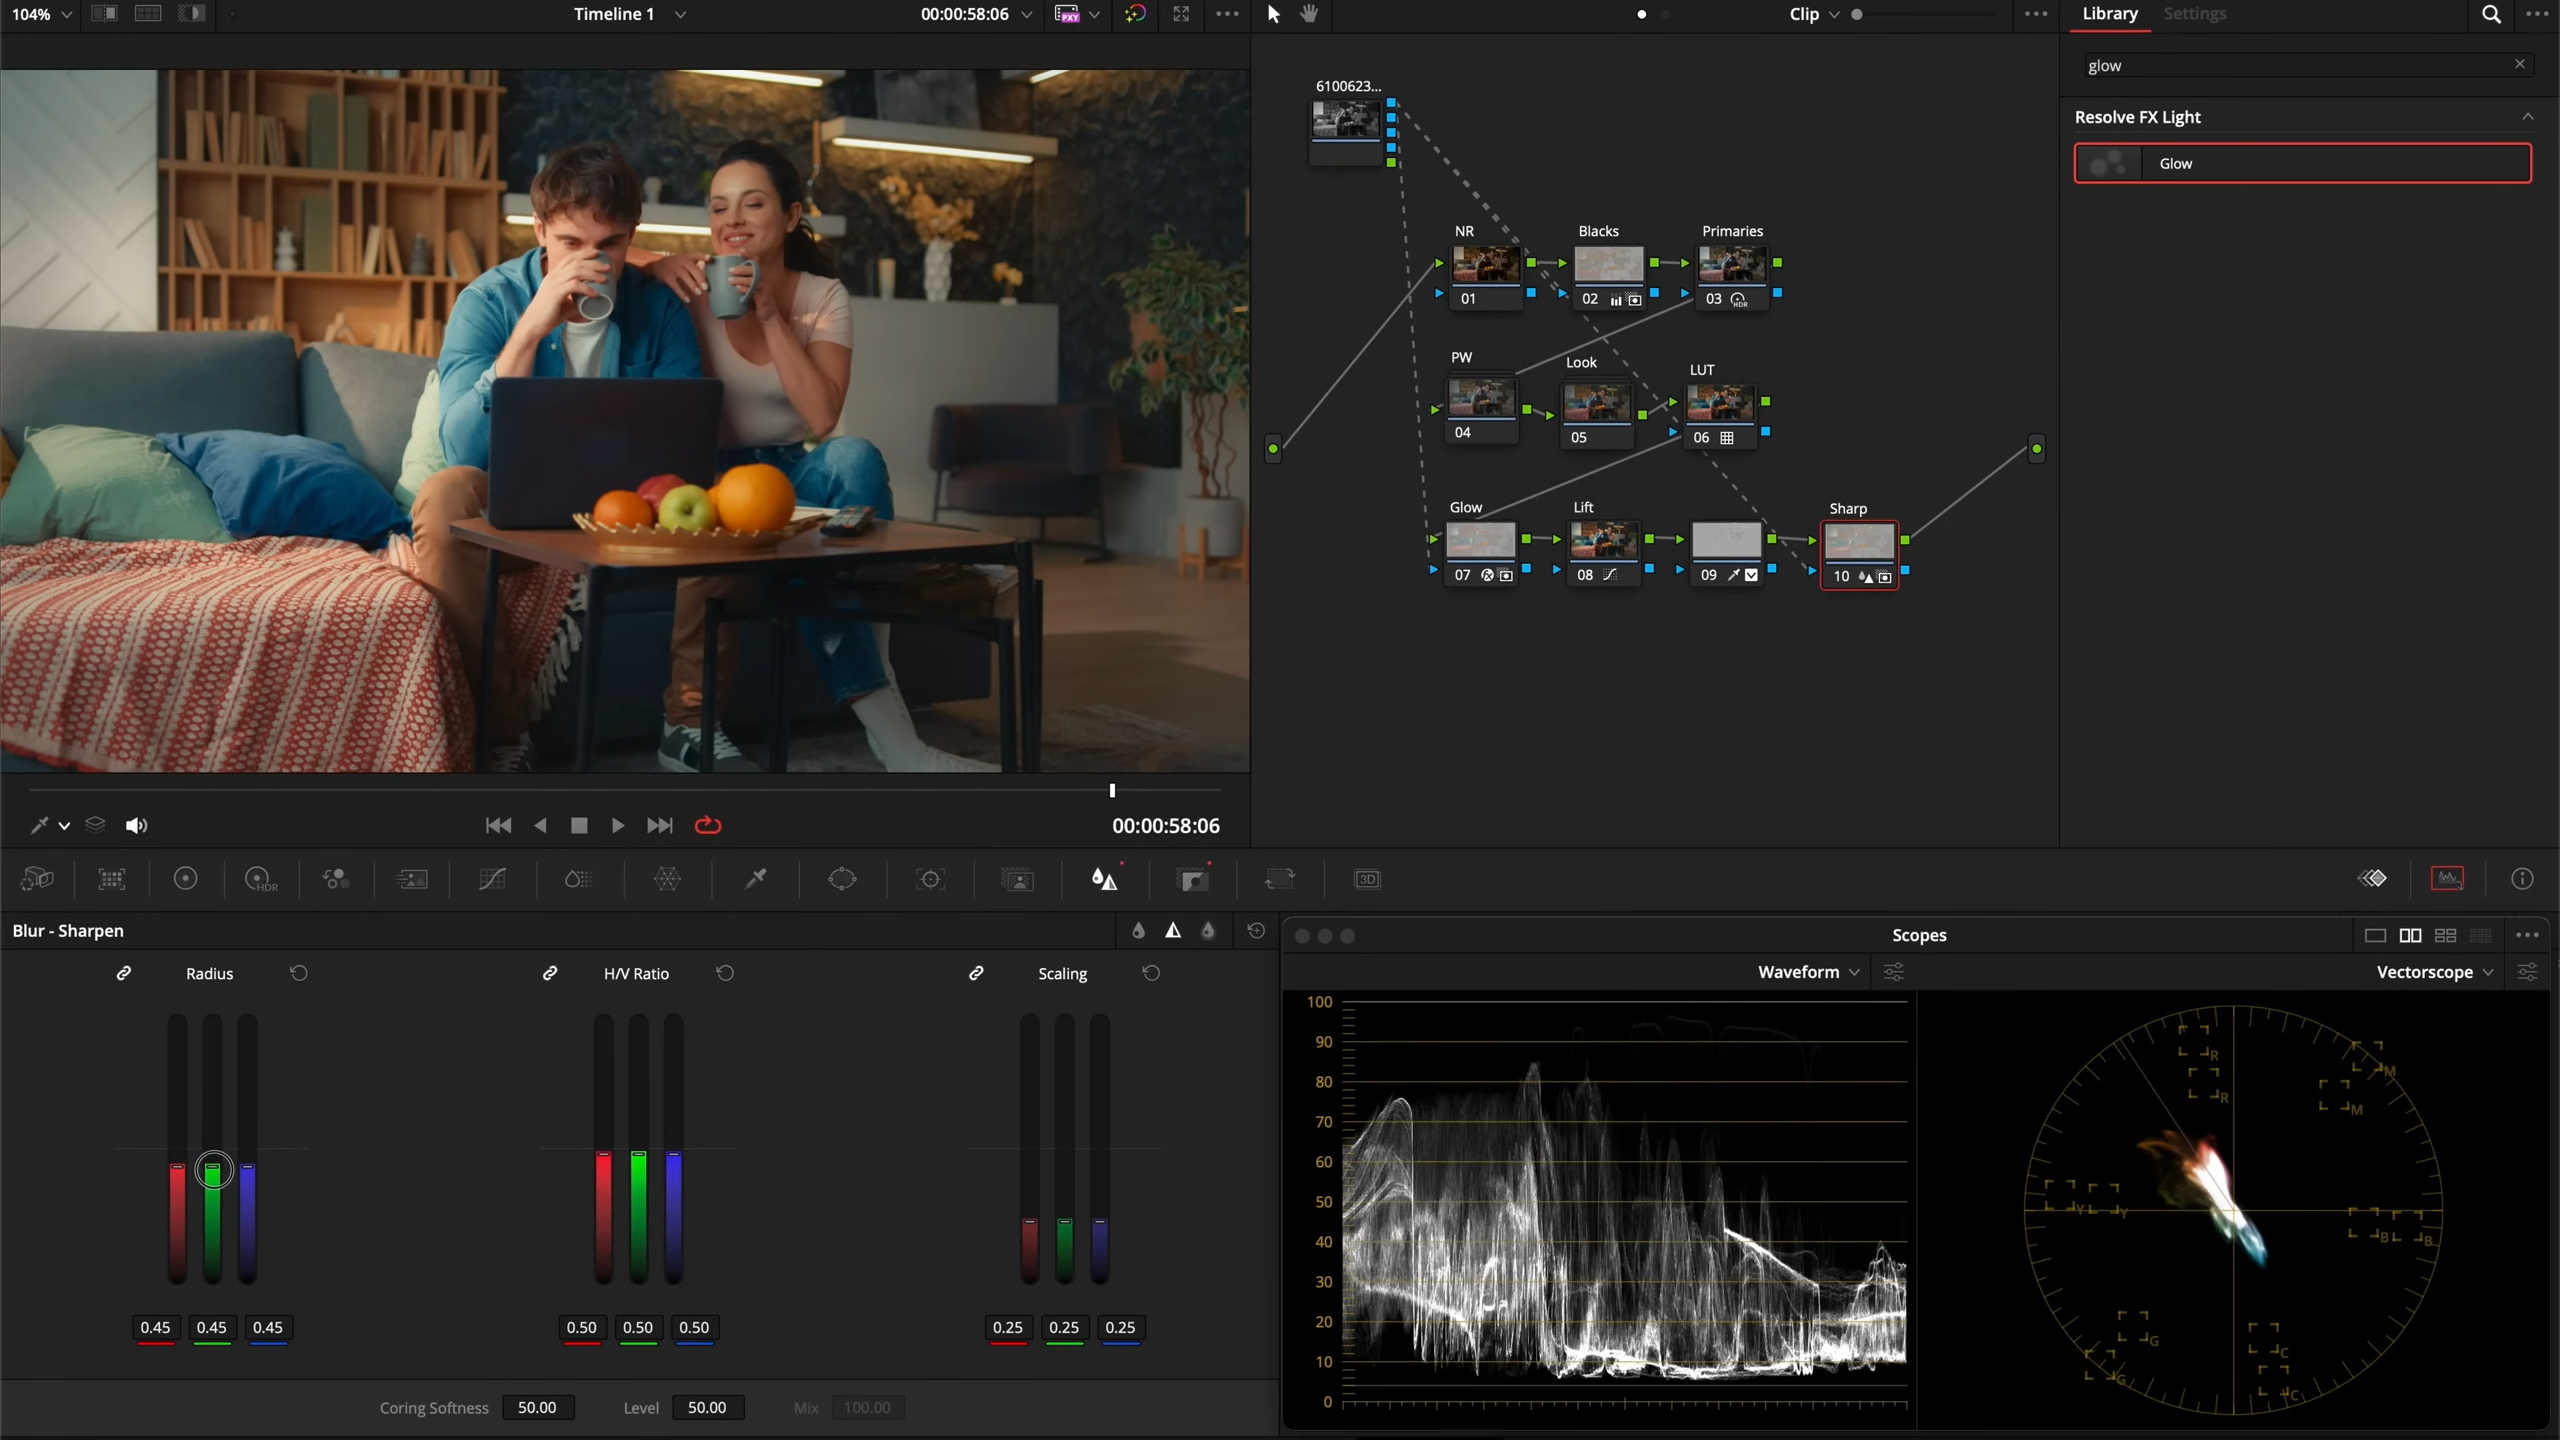 104%
Timeline 1
00:00:58:06
PXY
Clip
Library
Settings
glow
6100623...
Resolve FX Light
Glow
NR
Blacks
Primaries
01
02
03
HDR
PW
Look
LUT
04
05
06
Glow
Lift
Sharp
07
08
09
10
00:00:58:06
HDR
3D
Blur - Sharpen
Scopes
Radius
H/V Ratio
Scaling
Waveform
Vectorscope
100
90
80
70
60
50
40
30
20
10
0
R
M
R
M
Y
Y
B
B
G
C
G
C
0.45 0.45 0.45
0.50 0.50 0.50
0.25 0.25 0.25
Coring Softness 50.00 Level 50.00 Mix 100.00